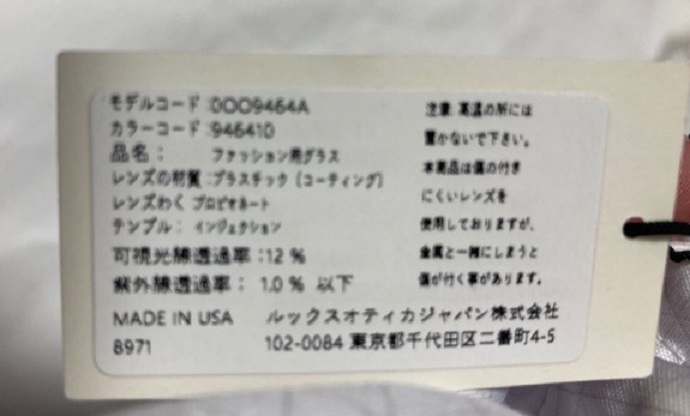 モデルコード:0OO9464A
カラーコード:946410
品名： ファッション用グラス
レンズの材質:プラスチック（コーティング）
レンズわく プロピオネート
テンプル： インジェクション
可視光線透過率：12 %
紫外線透過率： 1.0 % 以下
MADE IN USA
8971
注意:高温の所には
置かないで下さい。
本商品は傷の付き
にくいレンズを
使用しておりますが、
金属と一緒にしまうと
傷が付く事があります。
ルックスオティカジャパン株式会社
102-0084 東京都千代田区二番町4-5